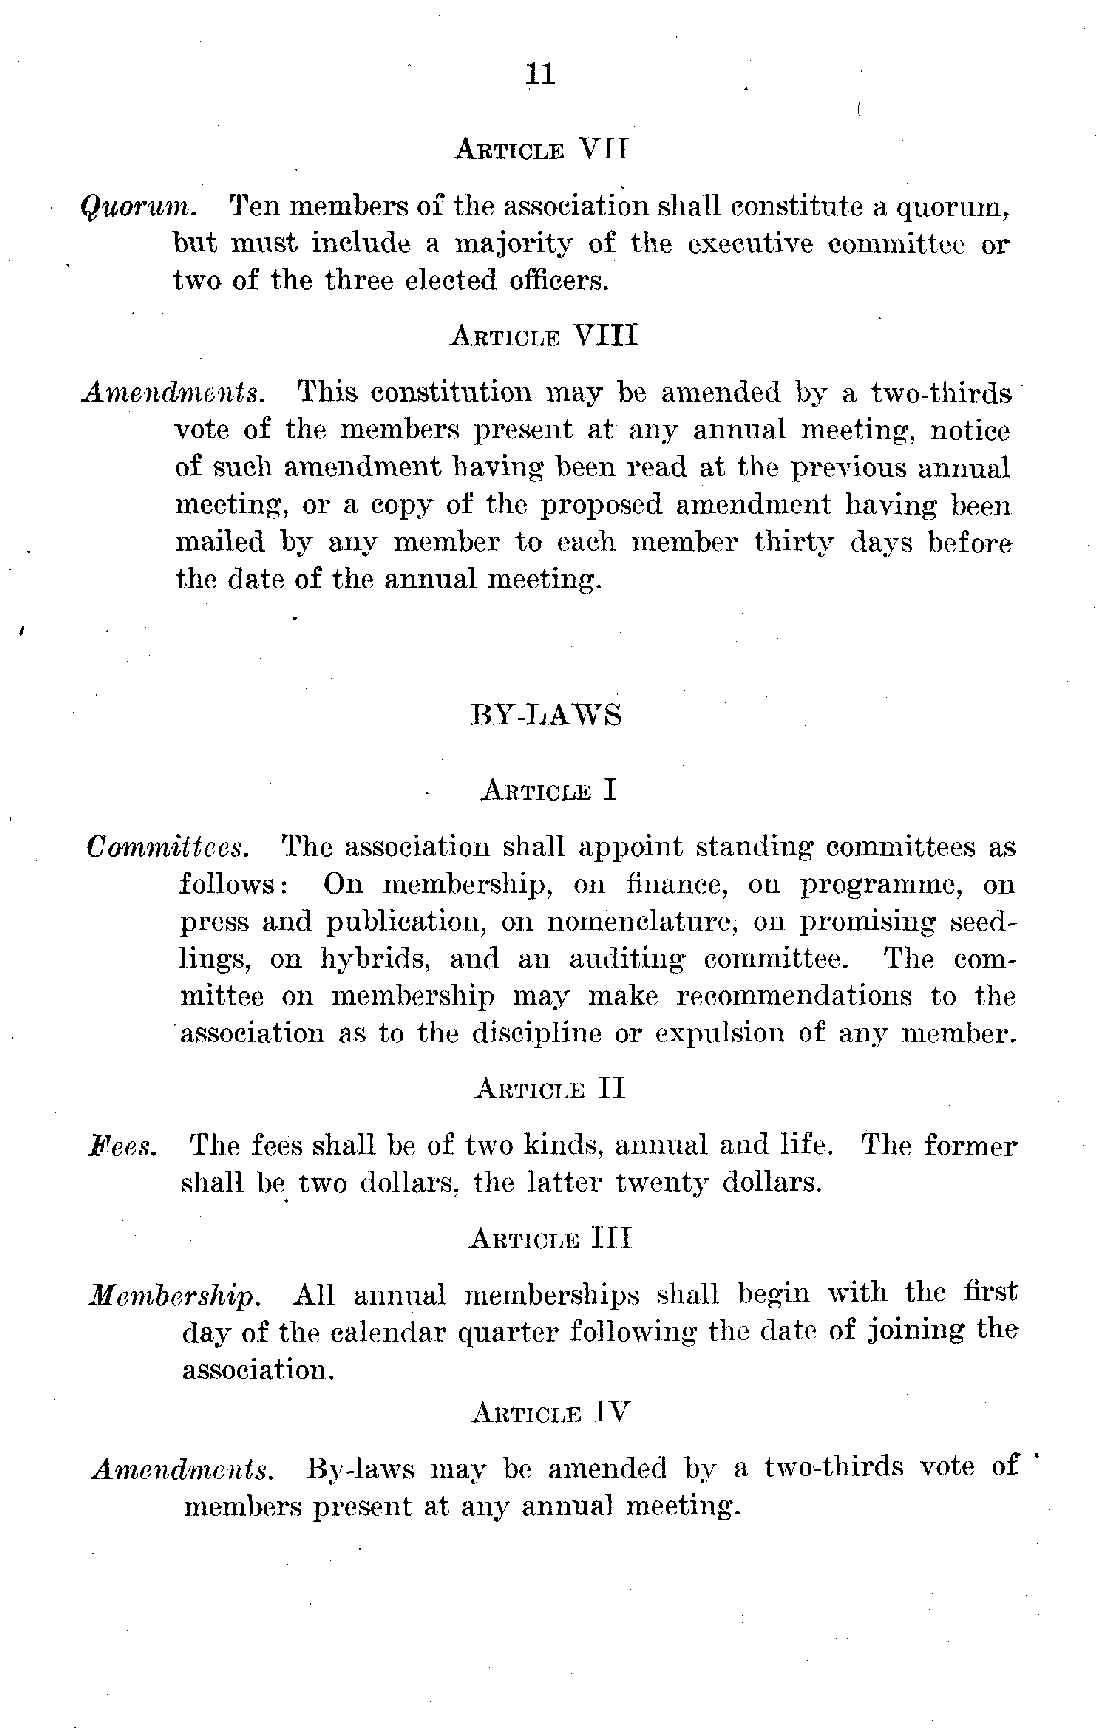 11
ARTICLE VII
Quorum. Ten members of the association shall constitute a quorum,
but must include a majority of the executive committee or
two of the three elected officers.
ARTICLE VIII
Amendments. This constitution may be amended by a two-thirds
vote of the members present at any annual meeting, notice
of such amendment having been read at the previous annual
meeting, or a copy of the proposed amendment having been
mailed by any member to each member thirty days before
the date of the annual meeting.
BY-LAWS
ARTICLE I
Committees. The association shall appoint standing committees as
follows: On membership, on finance, on programme, on
press and publication, on nomenclature, on promising seed-
lings, on hybrids, and an auditing committee. The com-
mittee on membership may make recommendations to the
association as to the discipline or expulsion of any member.
ARTICLE II
Fees. The fees shall be of two kinds, annual and life. The former
shall be two dollars, the latter twenty dollars.
ARTICLE III
Membership. All annual memberships shall begin with the first
day of the calendar quarter following the date of joining the
association.
ARTICLE IV
Amendments. By-laws may be amended by a two-thirds vote of
members present at any annual meeting.